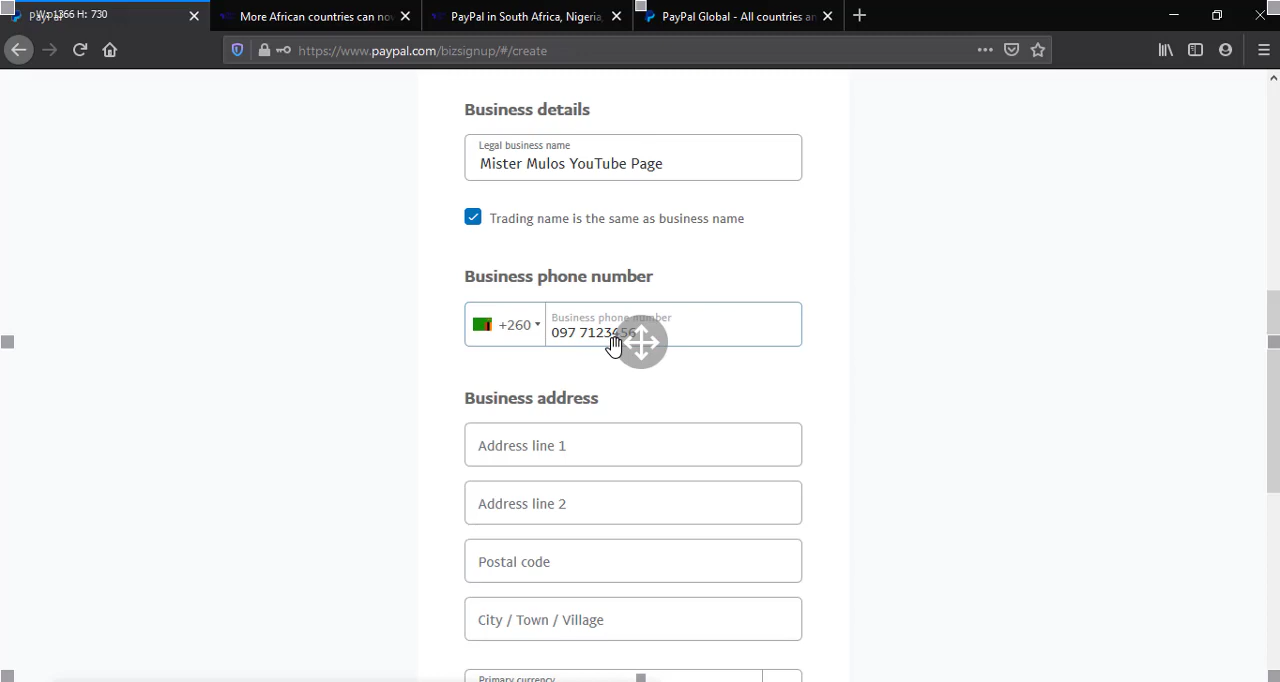 W: 1366 H: 730
More African countries can now
PayPal in South Africa, Nigeria,
PayPal Global - All countries an
https://www.paypal.com/bizsignup/#/create
Business details
Legal business name
Mister Mulos YouTube Page
Trading name is the same as business name
Business phone number
+260
Business phone number
097 7123456
Business address
Address line 1
Address line 2
Postal code
City / Town / Village
Primary currency